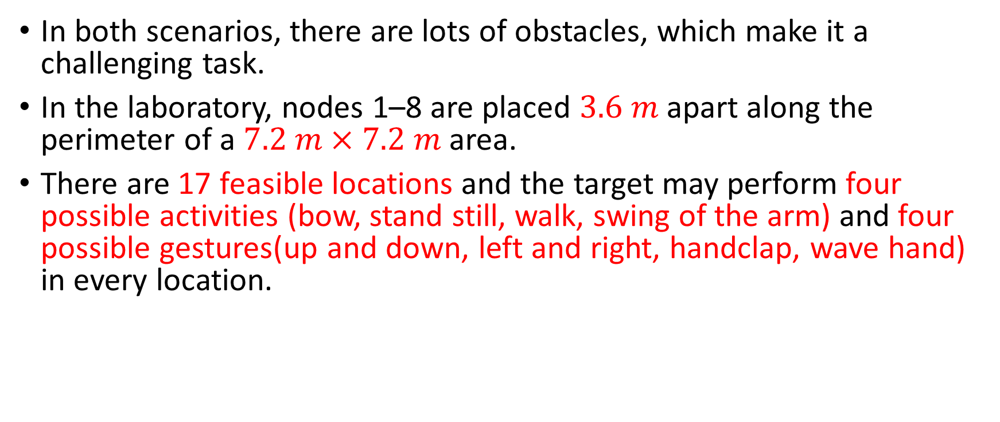 • In both scenarios, there are lots of obstacles, which make it a
challenging task.
• In the laboratory, nodes 1–8 are placed 3.6 m apart along the
perimeter of a 7.2 m × 7.2 m area.
• There are 17 feasible locations and the target may perform four
possible activities (bow, stand still, walk, swing of the arm) and four
possible gestures(up and down, left and right, handclap, wave hand)
in every location.